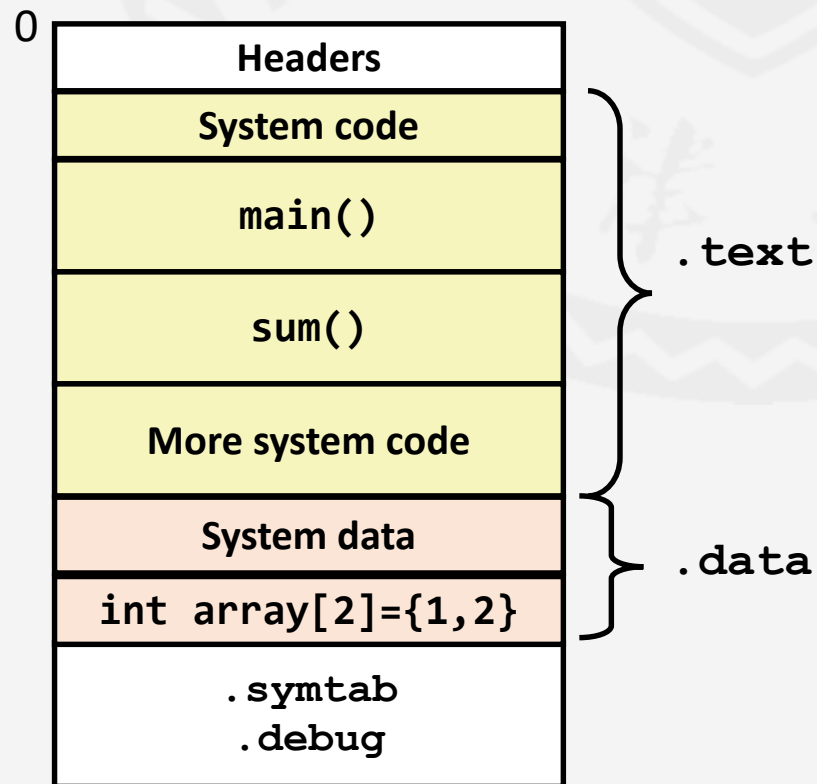 0
Headers
System code
main()
sum()
More system code
.text
System data
int array[2]={1,2}
.data
.symtab
.debug